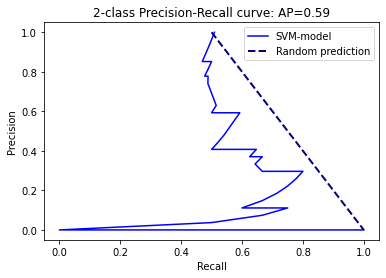 2-class Precision-Recall curve: AP=0.59
SVM-model
Random prediction
Precision
1.0
0.8
0.6
0.4
0.2
0.0
0.0 0.2 0.4 0.6 0.8 1.0
Recall